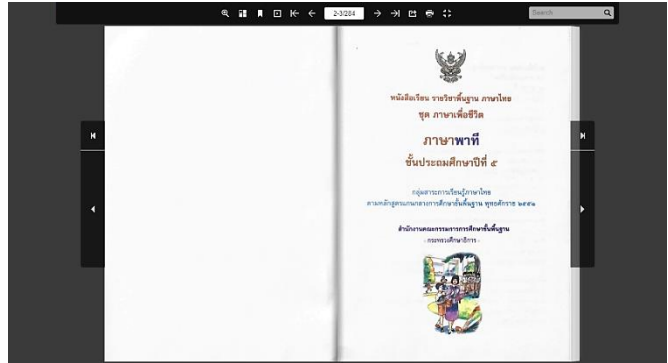 2-3/284
Search
หนังสือเรียน รายวิชาพื้นฐาน ภาษาไทย
ชุด ภาษาเพื่อชีวิต
ภาษาพาที
ชั้นประถมศึกษาปีที่ ๕
กลุ่มสาระการเรียนรู้ภาษาไทย
ตามหลักสูตรแกนกลางการศึกษาขั้นพื้นฐาน พุทธศักราช ๒๕๕๑
สำนักงานคณะกรรมการการศึกษาขั้นพื้นฐาน
กระทรวงศึกษาธิการ